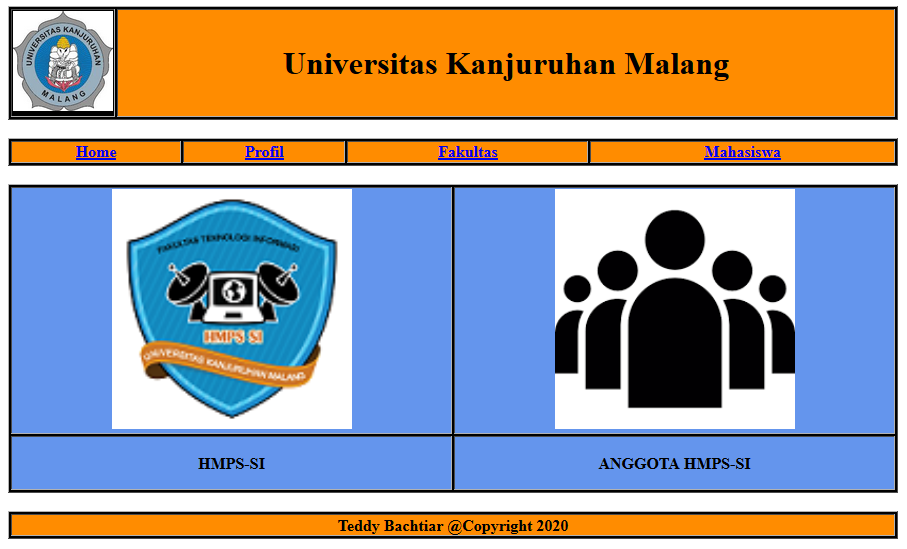 UNIVERSITAS KANJURUHAN
MALANG
Universitas Kanjuruhan Malang
Home Profil Fakultas Mahasiswa
FAKULTAS TEKNOLOGI INFORMASI
HMPS SI
UNIVERSITAS KANJURUHAN MALANG
HMPS-SI ANGGOTA HMPS-SI
Teddy Bachtiar @Copyright 2020